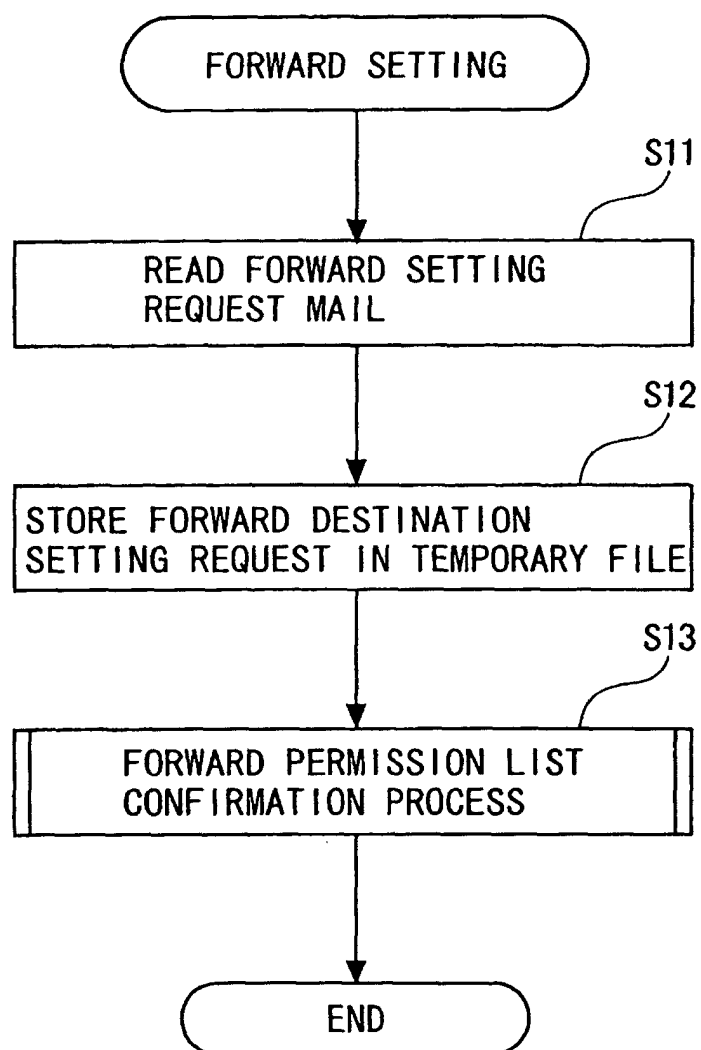 FORWARD SETTING
S11
READ FORWARD SETTING
REQUEST MAIL
S12
STORE FORWARD DESTINATION
SETTING REQUEST IN TEMPORARY FILE
S13
FORWARD PERMISSION LIST
CONFIRMATION PROCESS
END